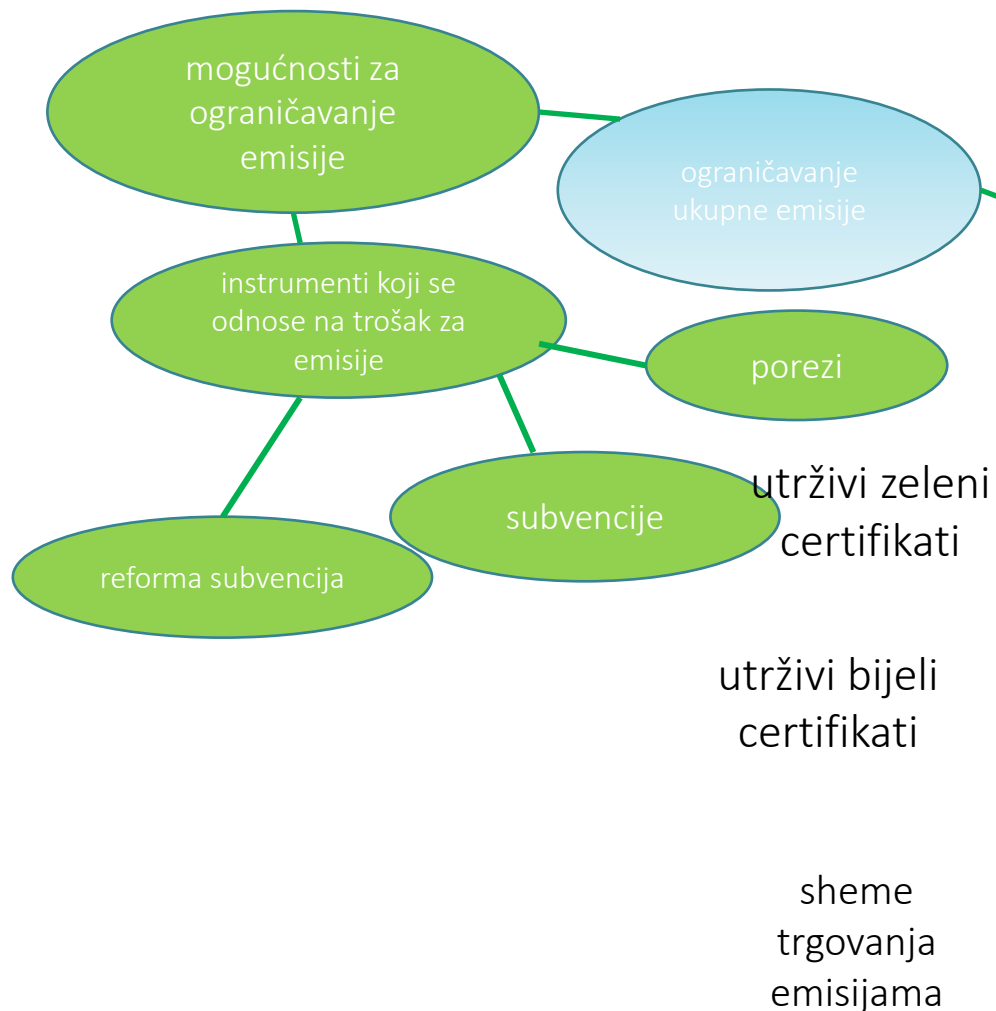 mogućnosti za
ograničavanje
emisije
ograničavanje
ukupne emisije
instrumenti koji se
odnose na trošak za
emisije
porezi
subvencije
reforma subvencija
utrživi zeleni
certifikati
utrživi bijeli
certifikati
sheme
trgovanja
emisijama